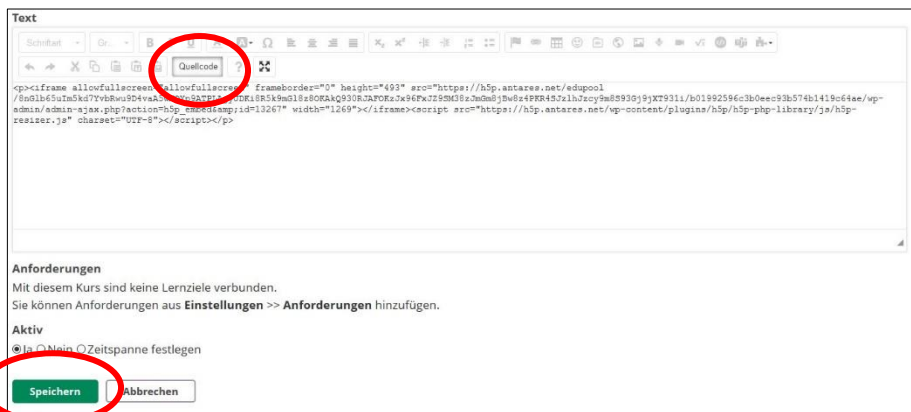 Text
Schriftart Gr...
B U X₂ X²
Quellcode ?
<p><iframe allowfullscreen="allowfullscreen" frameborder="0" height="493" src="https://h5p.antares.net/edupool
admin/admin-ajax.php?action=h5p_embed&amp;id=13267" width="1269"></iframe><script src="https://h5p.antares.net/wp-content/plugins/h5p/h5p-php-library/js/h5p-
resizer.js" charset="UTF-8"></script></p>
Anforderungen
Mit diesem Kurs sind keine Lernziele verbunden.
Sie können Anforderungen aus Einstellungen >> Anforderungen hinzufügen.
Aktiv
Ja Nein Zeitspanne festlegen
Speichern Abbrechen